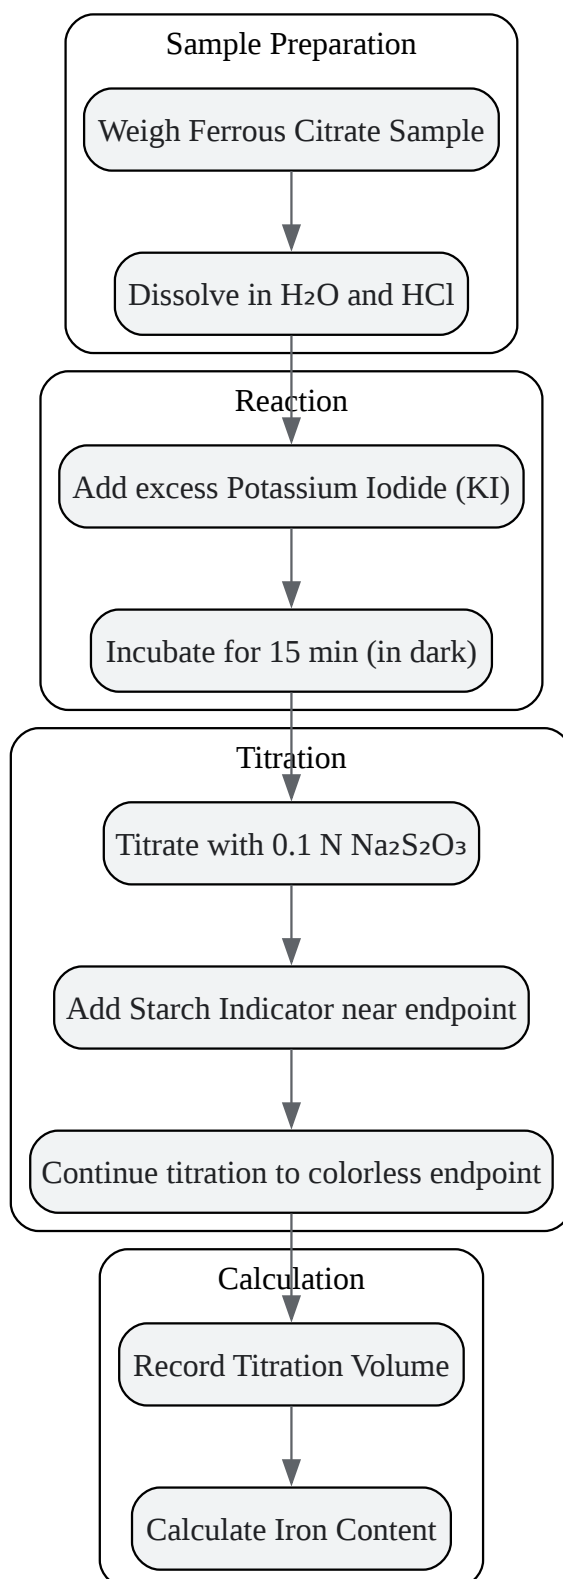 Sample Preparation
Weigh Ferrous Citrate Sample
Dissolve in H₂O and HCl
Reaction
Add excess Potassium Iodide (KI)
Incubate for 15 min (in dark)
Titration
Titrate with 0.1 N Na₂S₂O₃
Add Starch Indicator near endpoint
Continue titration to colorless endpoint
Calculation
Record Titration Volume
Calculate Iron Content